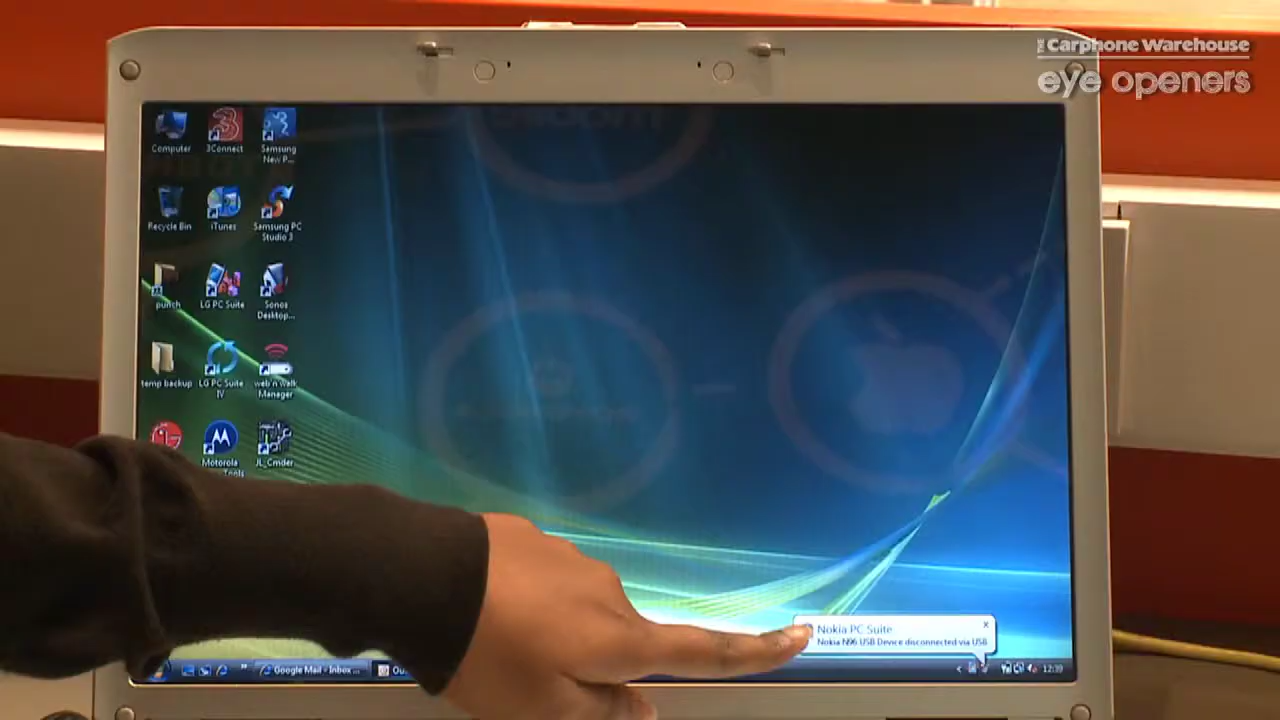 THE Carphone Warehouse
eye openers
Computer
3Connect
Samsung
New P...
Recycle Bin
iTunes
Samsung PC
Studio 3
punch
LG PC Suite
Sonos
Desktop...
temp backup
LG PC Suite
IV
web'n'walk
Manager
LG
Motorola
Tools
JL_Cmder
Nokia PC Suite
Nokia N96 USB Device disconnected via USB
Google Mail - Inbox ...
Ou
12:39